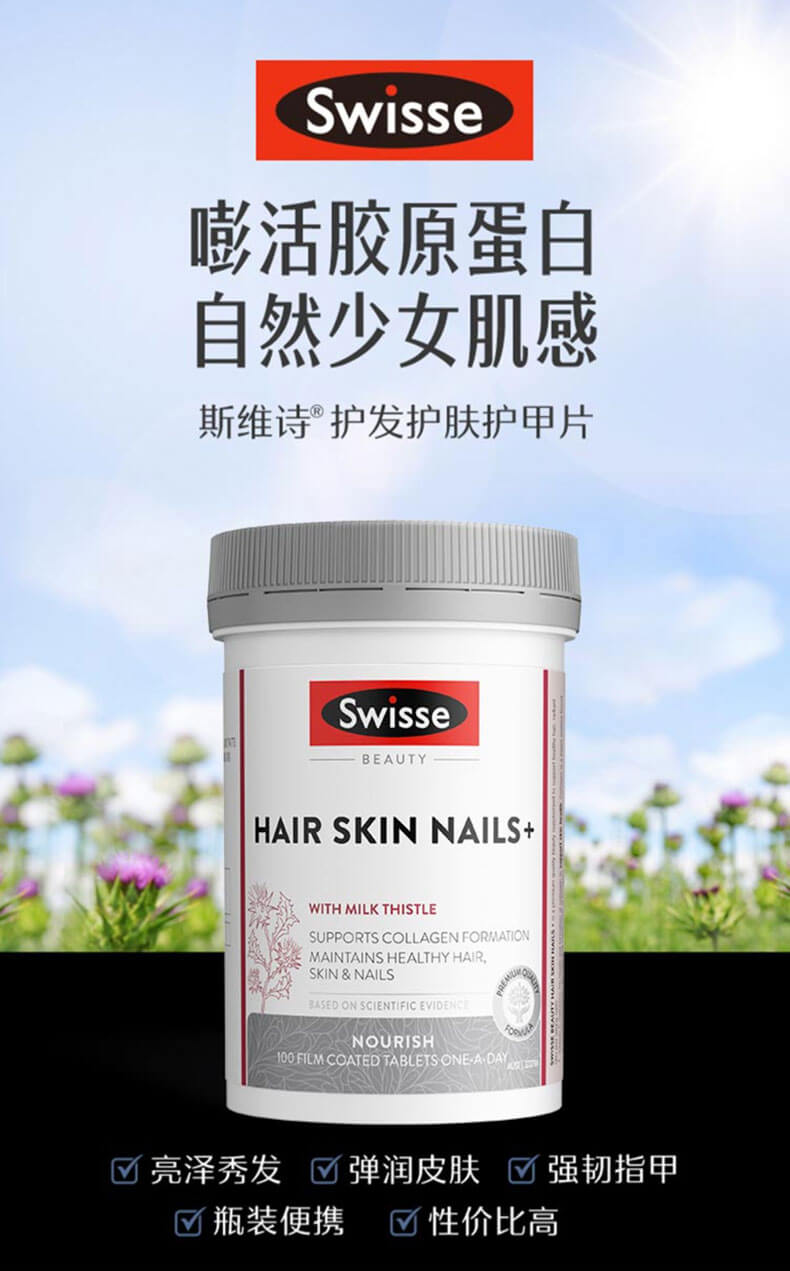 Swisse
嘭活胶原蛋白
自然少女肌感
斯维诗® 护发护肤护甲片
Swisse
BEAUTY
HAIR SKIN NAILS+
WITH MILK THISTLE
SUPPORTS COLLAGEN FORMATION
MAINTAINS HEALTHY HAIR,
SKIN & NAILS
BASED ON SCIENTIFIC EVIDENCE
PREMIUM QUALITY
FORMULA
NOURISH
100 FILM COATED TABLETS ONE-A-DAY
亮泽秀发 弹润皮肤 强韧指甲
瓶装便携 性价比高